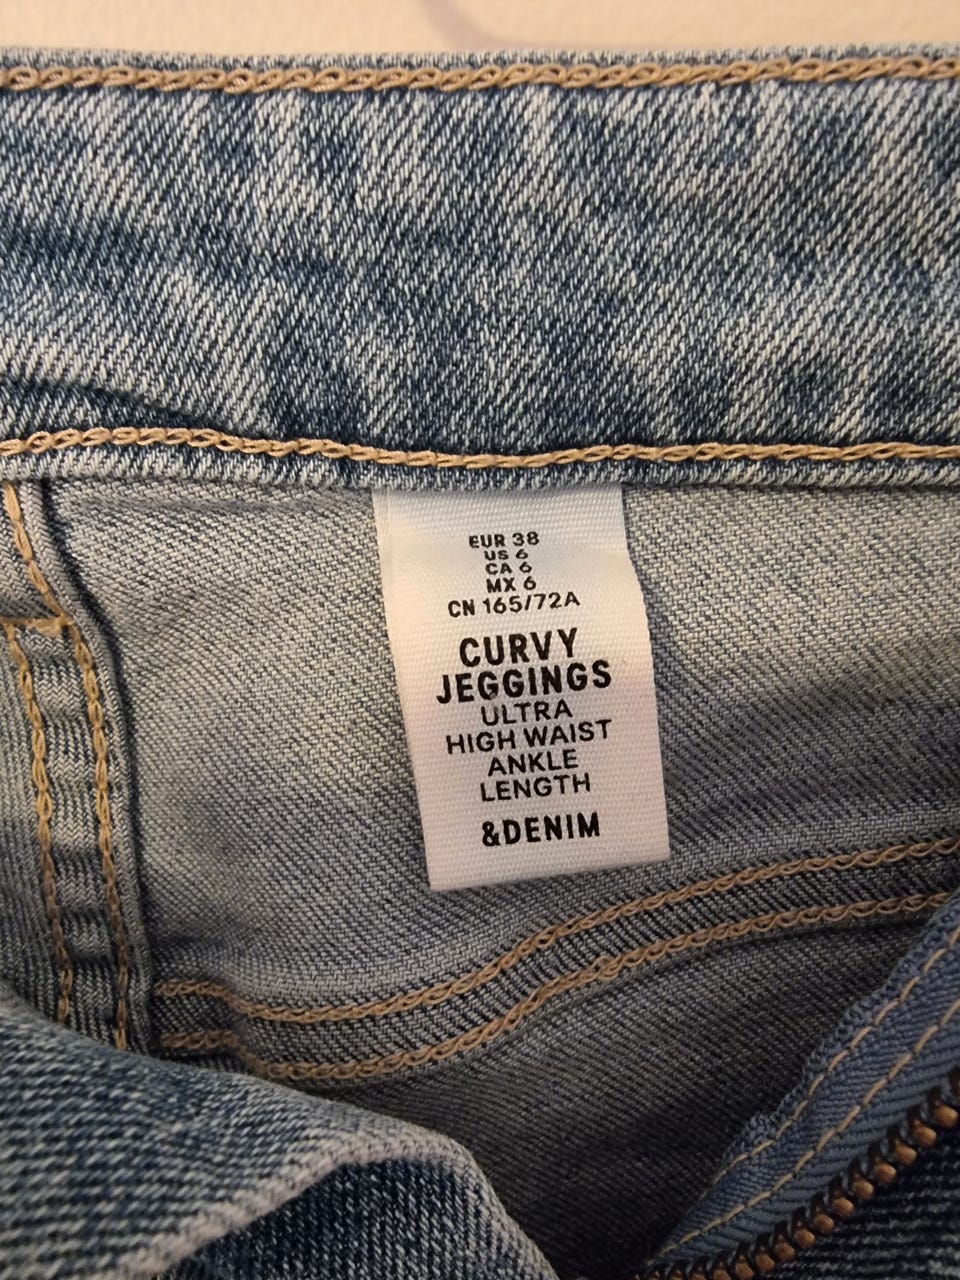 EUR 38
US 6
CA 6
MX 6
CN 165/72A
CURVY
JEGGINGS
ULTRA
HIGH WAIST
ANKLE
LENGTH
&DENIM